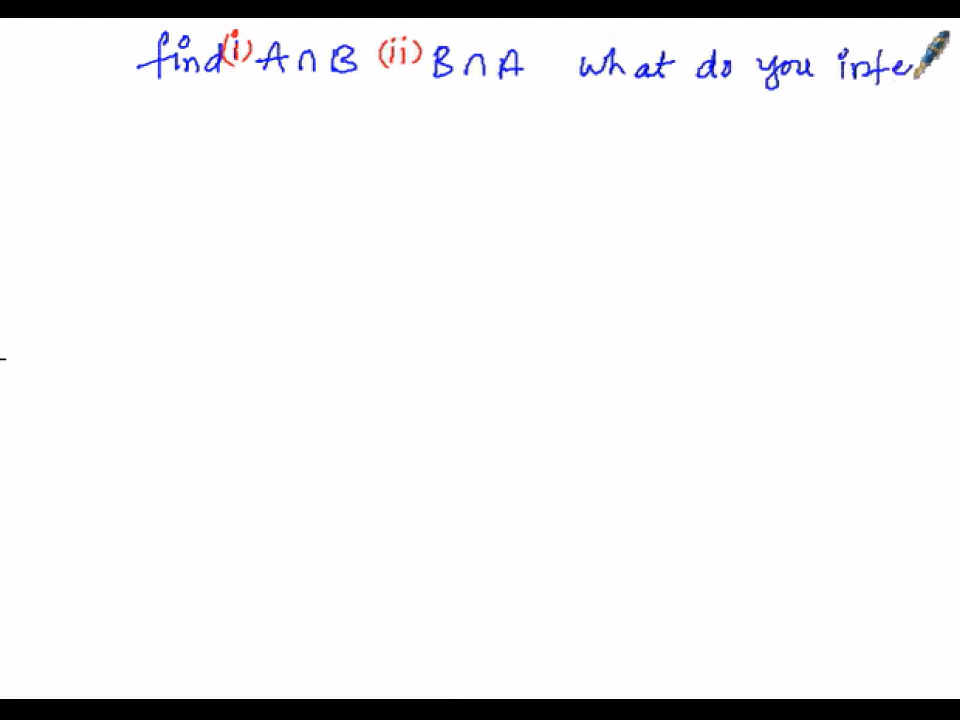 find (i) A ∩ B (ii) B ∩ A what do you infe